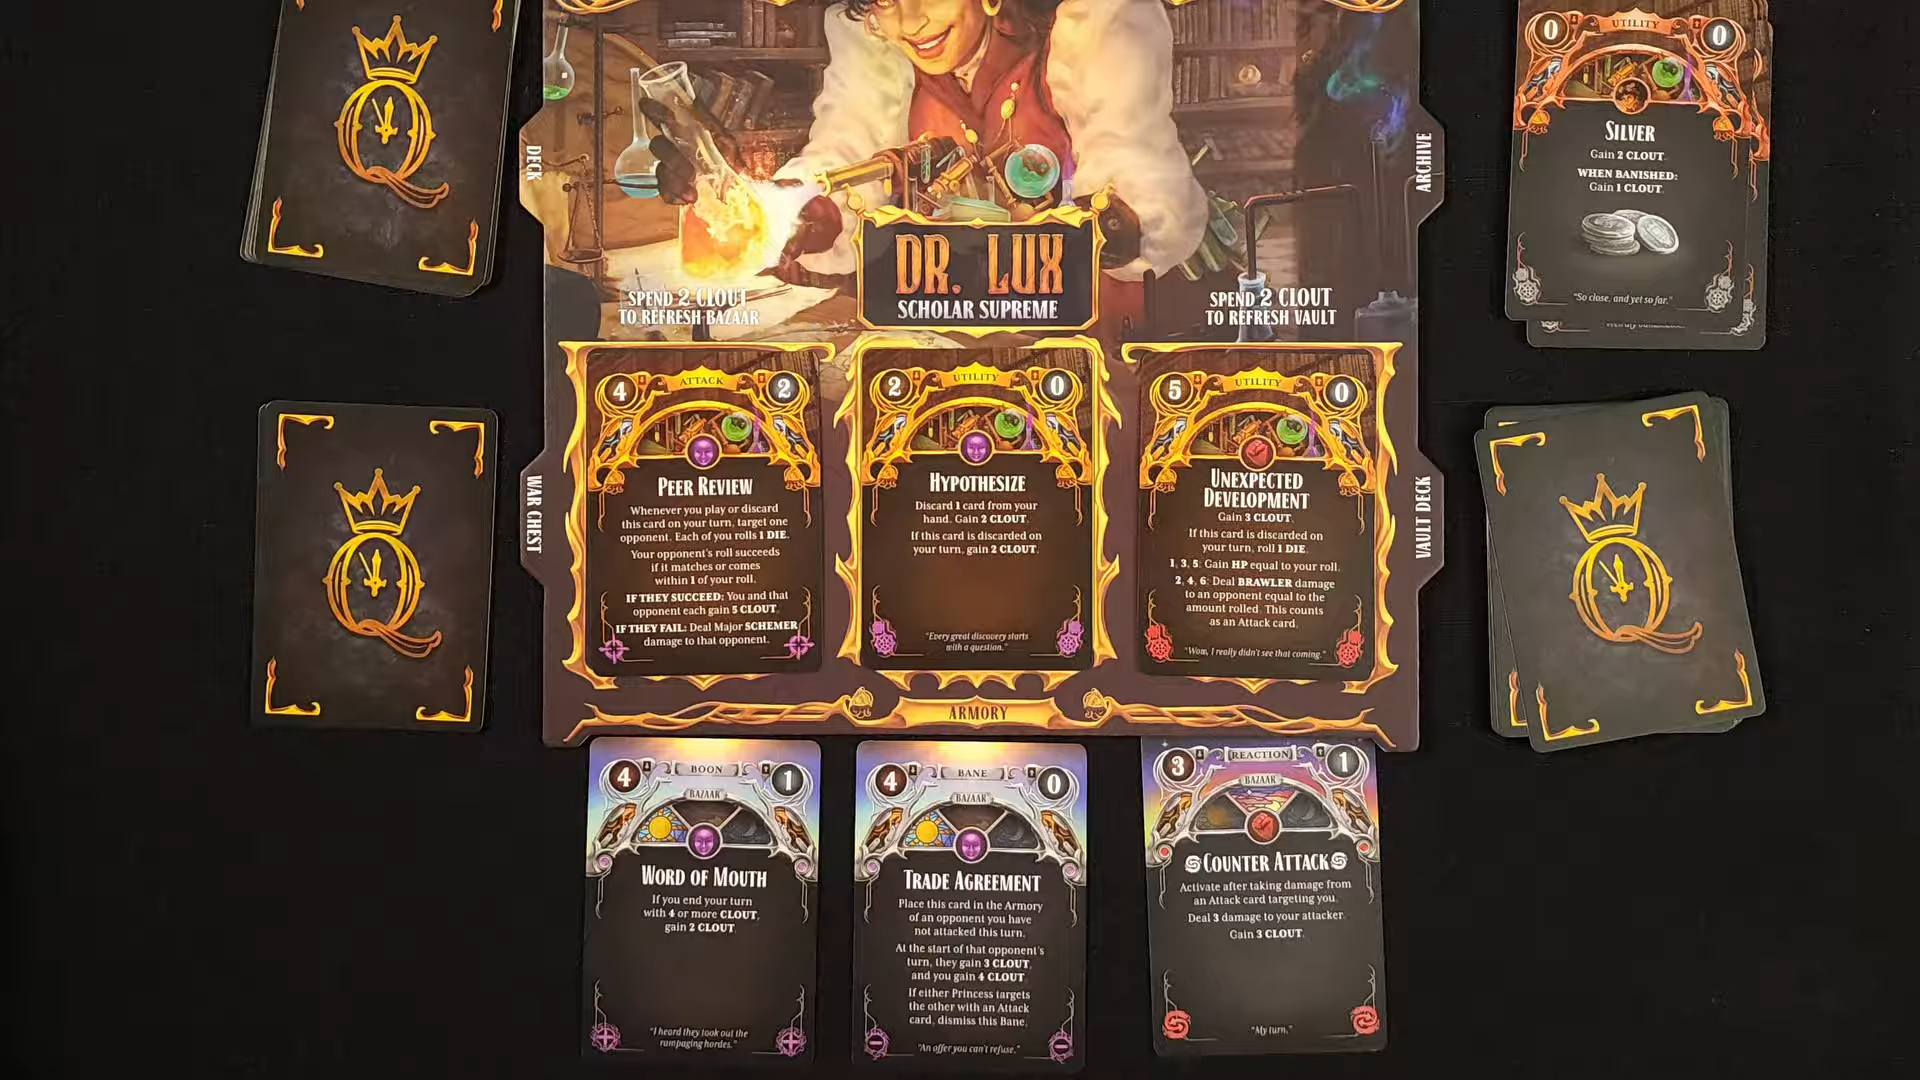 DECK
ARCHIVE
WAR CHEST
VAULT DECK
0
UTILITY
0
SILVER
Gain 2 CLOUT.
WHEN BANISHED:
Gain 1 CLOUT.
"So close, and yet so far."
DR. LUX
SCHOLAR SUPREME
SPEND 2 CLOUT
TO REFRESH BAZAAR
SPEND 2 CLOUT
TO REFRESH VAULT
4
ATTACK
2
PEER REVIEW
Whenever you play or discard
this card on your turn, target one
opponent. Each of you rolls 1 DIE.
Your opponent's roll succeeds
if it matches or comes
within 1 of your roll.
IF THEY SUCCEED: You and that
opponent each gain 5 CLOUT.
IF THEY FAIL: Deal Major SCHEMER
damage to that opponent.
2
UTILITY
0
HYPOTHESIZE
Discard 1 card from your
hand. Gain 2 CLOUT.
If this card is discarded on
your turn, gain 2 CLOUT.
"Every great discovery starts
with a question."
5
UTILITY
0
UNEXPECTED
DEVELOPMENT
Gain 3 CLOUT.
If this card is discarded on
your turn, roll 1 DIE.
1, 3, 5: Gain HP equal to your roll.
2, 4, 6: Deal BRAWLER damage
to an opponent equal to the
amount rolled. This counts
as an Attack card.
"Wow, I really didn't see that coming."
ARMORY
4
BOON
1
BAZAAR
WORD OF MOUTH
If you end your turn
with 4 or more CLOUT,
gain 2 CLOUT.
"I heard they took out the
rampaging hordes."
4
BANE
0
BAZAAR
TRADE AGREEMENT
Place this card in the Armory
of an opponent you have
not attacked this turn.
At the start of that opponent's
turn, they gain 3 CLOUT,
and you gain 4 CLOUT.
If either Princess targets
the other with an Attack
card, dismiss this Bane.
"An offer you can't refuse."
3
REACTION
1
BAZAAR
COUNTER ATTACK
Activate after taking damage from
an Attack card targeting you.
Deal 3 damage to your attacker.
Gain 3 CLOUT.
"My turn."